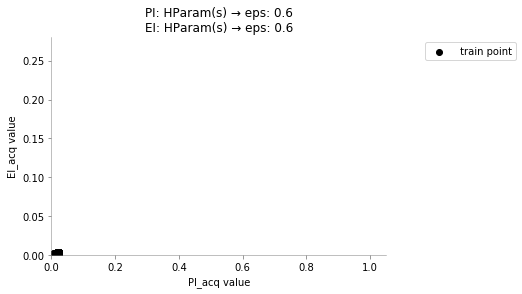 PI: HParam(s) → eps: 0.6
EI: HParam(s) → eps: 0.6
train point
0.25
0.20
0.15
0.10
0.05
0.00
EI_acq value
0.0 0.2 0.4 0.6 0.8 1.0
PI_acq value